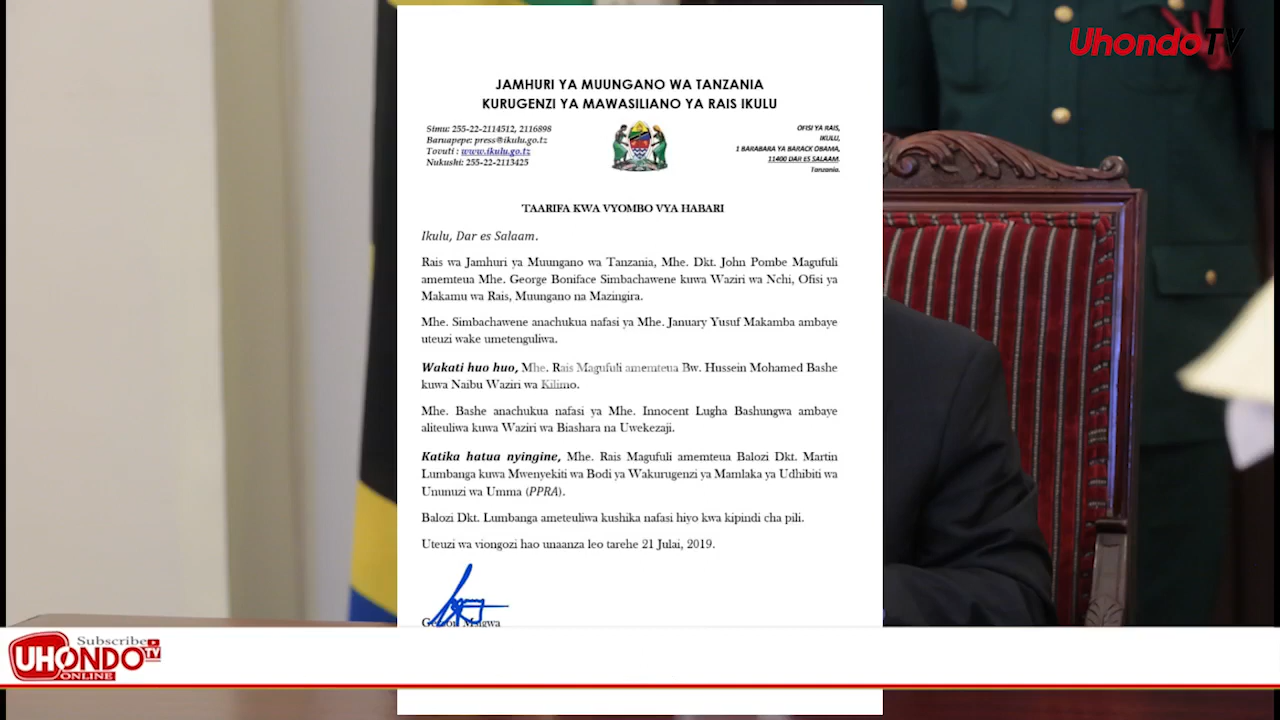 UhondoTV
JAMHURI YA MUUNGANO WA TANZANIA
KURUGENZI YA MAWASILIANO YA RAIS IKULU
Simu: 255-22-2114512, 2116898
Baruapepe: press@ikulu.go.tz
Tovuti : www.ikulu.go.tz
Nukushi: 255-22-2113425
OFISI YA RAIS,
IKULU,
1 BARABARA YA BARACK OBAMA,
11400 DAR ES SALAAM.
Tanzania.
TAARIFA KWA VYOMBO VYA HABARI
Ikulu, Dar es Salaam.
Rais wa Jamhuri ya Muungano wa Tanzania, Mhe. Dkt. John Pombe Magufuli
amemteua Mhe. George Boniface Simbachawene kuwa Waziri wa Nchi, Ofisi ya
Makamu wa Rais, Muungano na Mazingira.
Mhe. Simbachawene anachukua nafasi ya Mhe. January Yusuf Makamba ambaye
uteuzi wake umetenguliwa.
Wakati huo huo, Mhe. Rais Magufuli amemteua Bw. Hussein Mohamed Bashe
kuwa Naibu Waziri wa Kilimo.
Mhe. Bashe anachukua nafasi ya Mhe. Innocent Lugha Bashungwa ambaye
aliteuliwa kuwa Waziri wa Biashara na Uwekezaji.
Katika hatua nyingine, Mhe. Rais Magufuli amemteua Balozi Dkt. Martin
Lumbanga kuwa Mwenyekiti wa Bodi ya Wakurugenzi ya Mamlaka ya Udhibiti wa
Ununuzi wa Umma (PPRA).
Balozi Dkt. Lumbanga ameteuliwa kushika nafasi hiyo kwa kipindi cha pili.
Uteuzi wa viongozi hao unaanza leo tarehe 21 Julai, 2019.
Subscribe
UHONDO TV
ONLINE